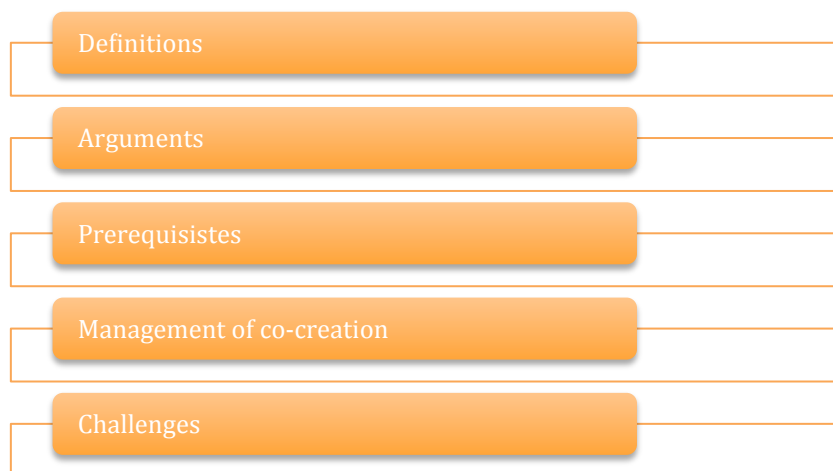 Definitions
Arguments
Prerequisistes
Management of co-creation
Challenges